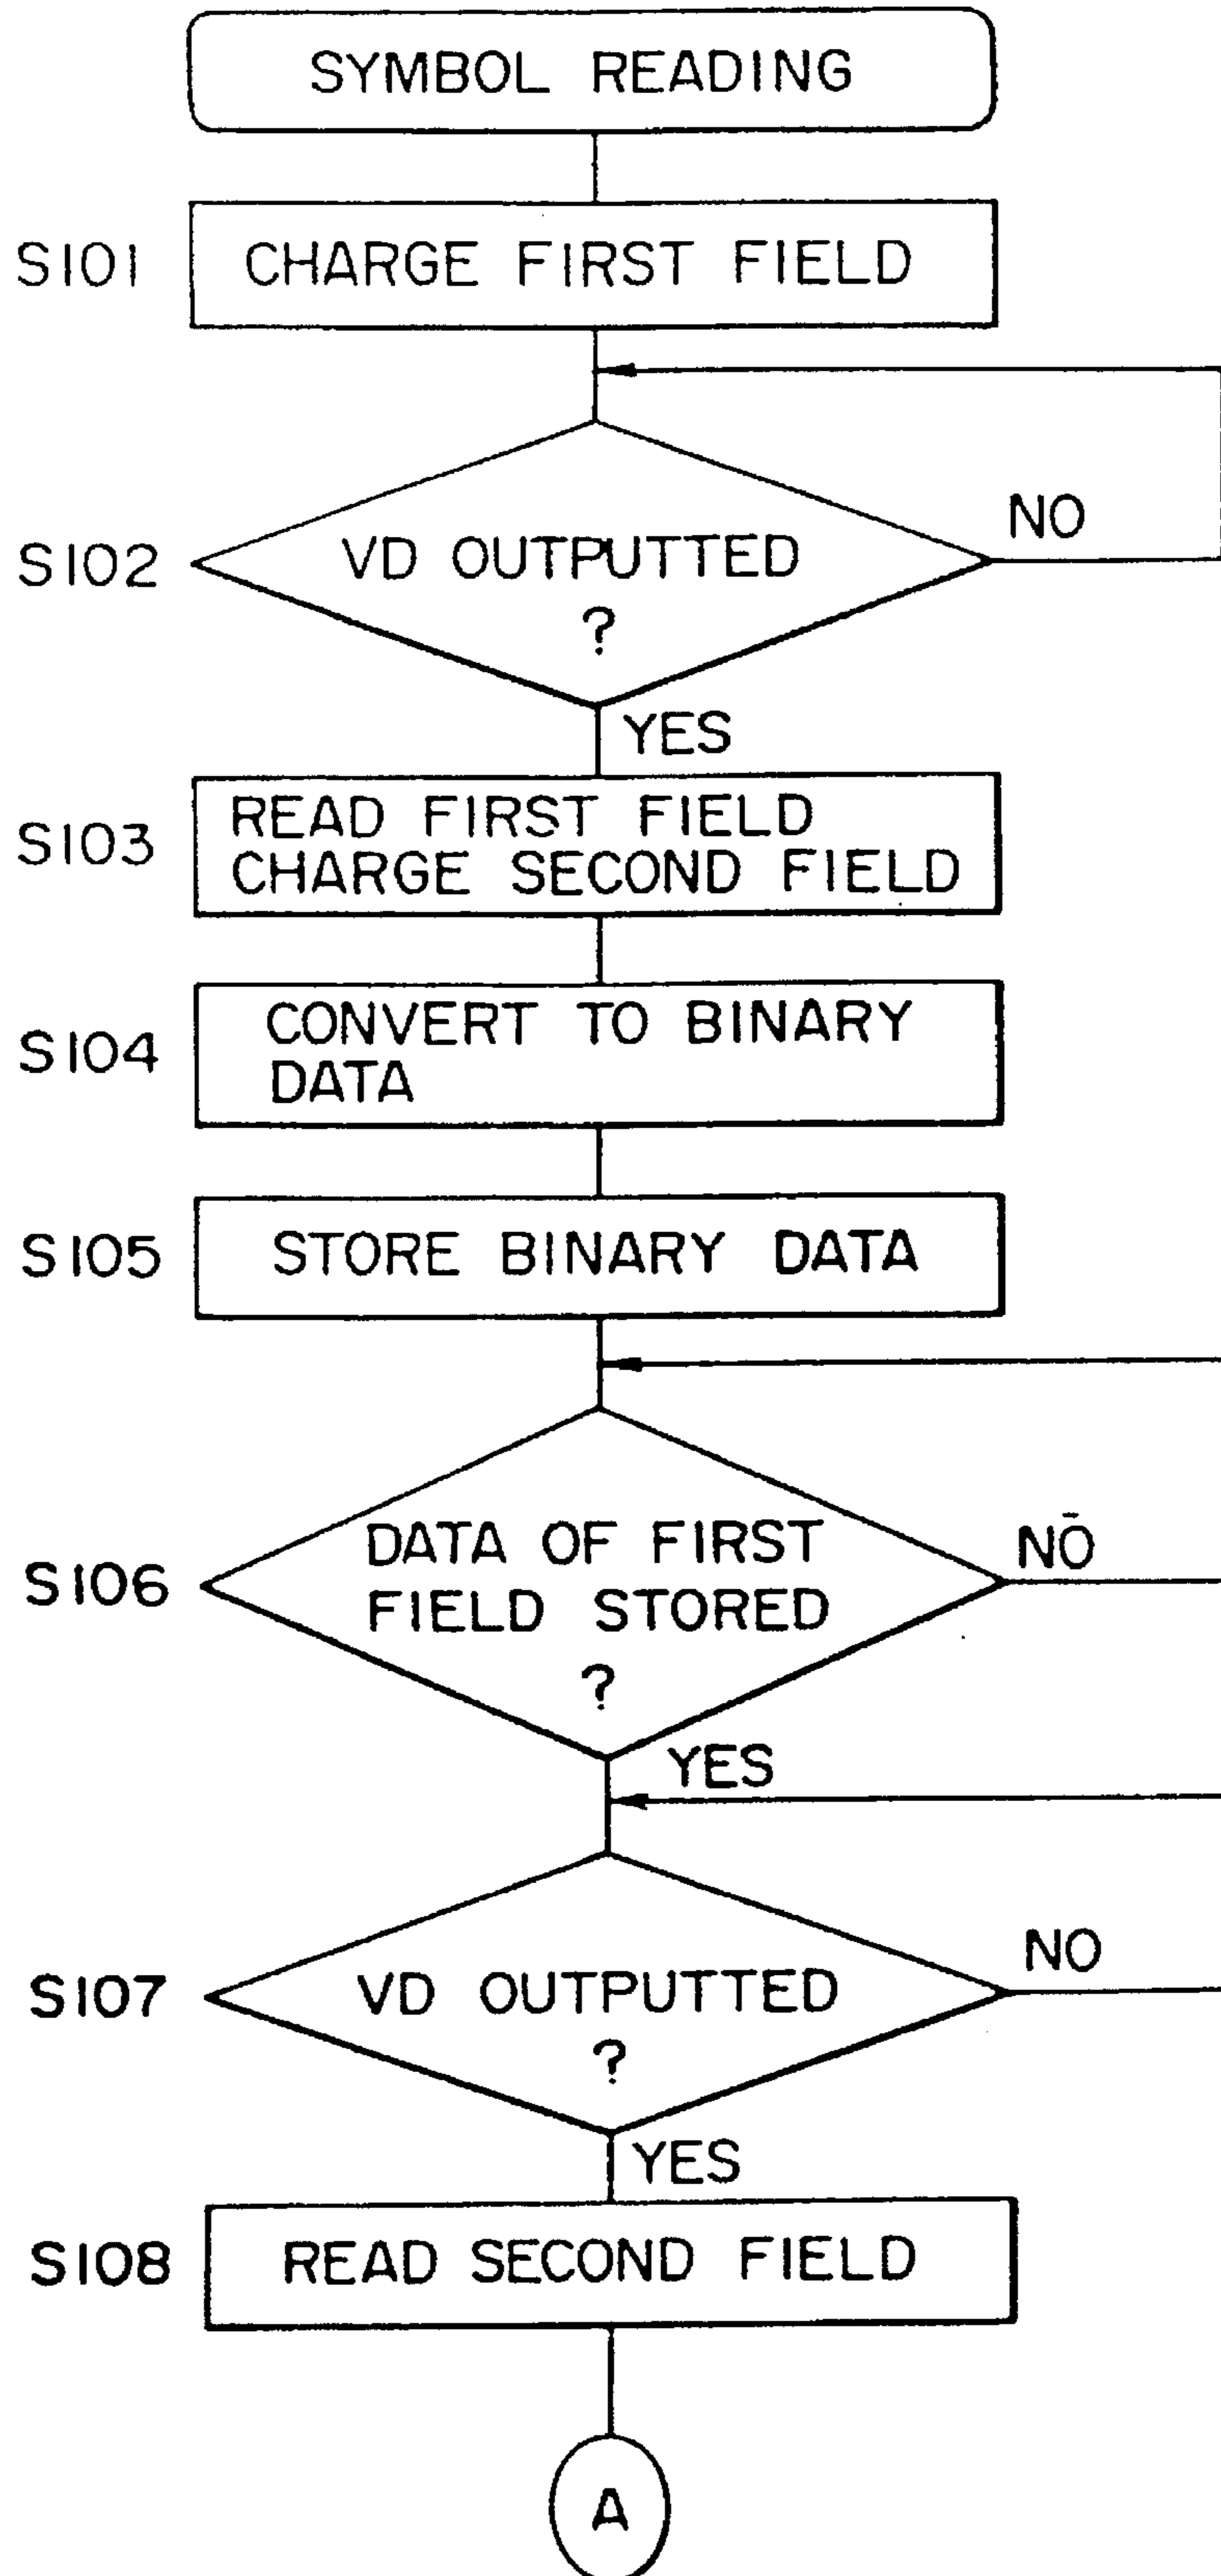 SYMBOL READING
S101
CHARGE FIRST FIELD
S102
VD OUTPUTTED
?
NO
YES
S103
READ FIRST FIELD
CHARGE SECOND FIELD
S104
CONVERT TO BINARY
DATA
S105
STORE BINARY DATA
S106
DATA OF FIRST
FIELD STORED
?
NO
YES
S107
VD OUTPUTTED
?
NO
YES
S108
READ SECOND FIELD
A